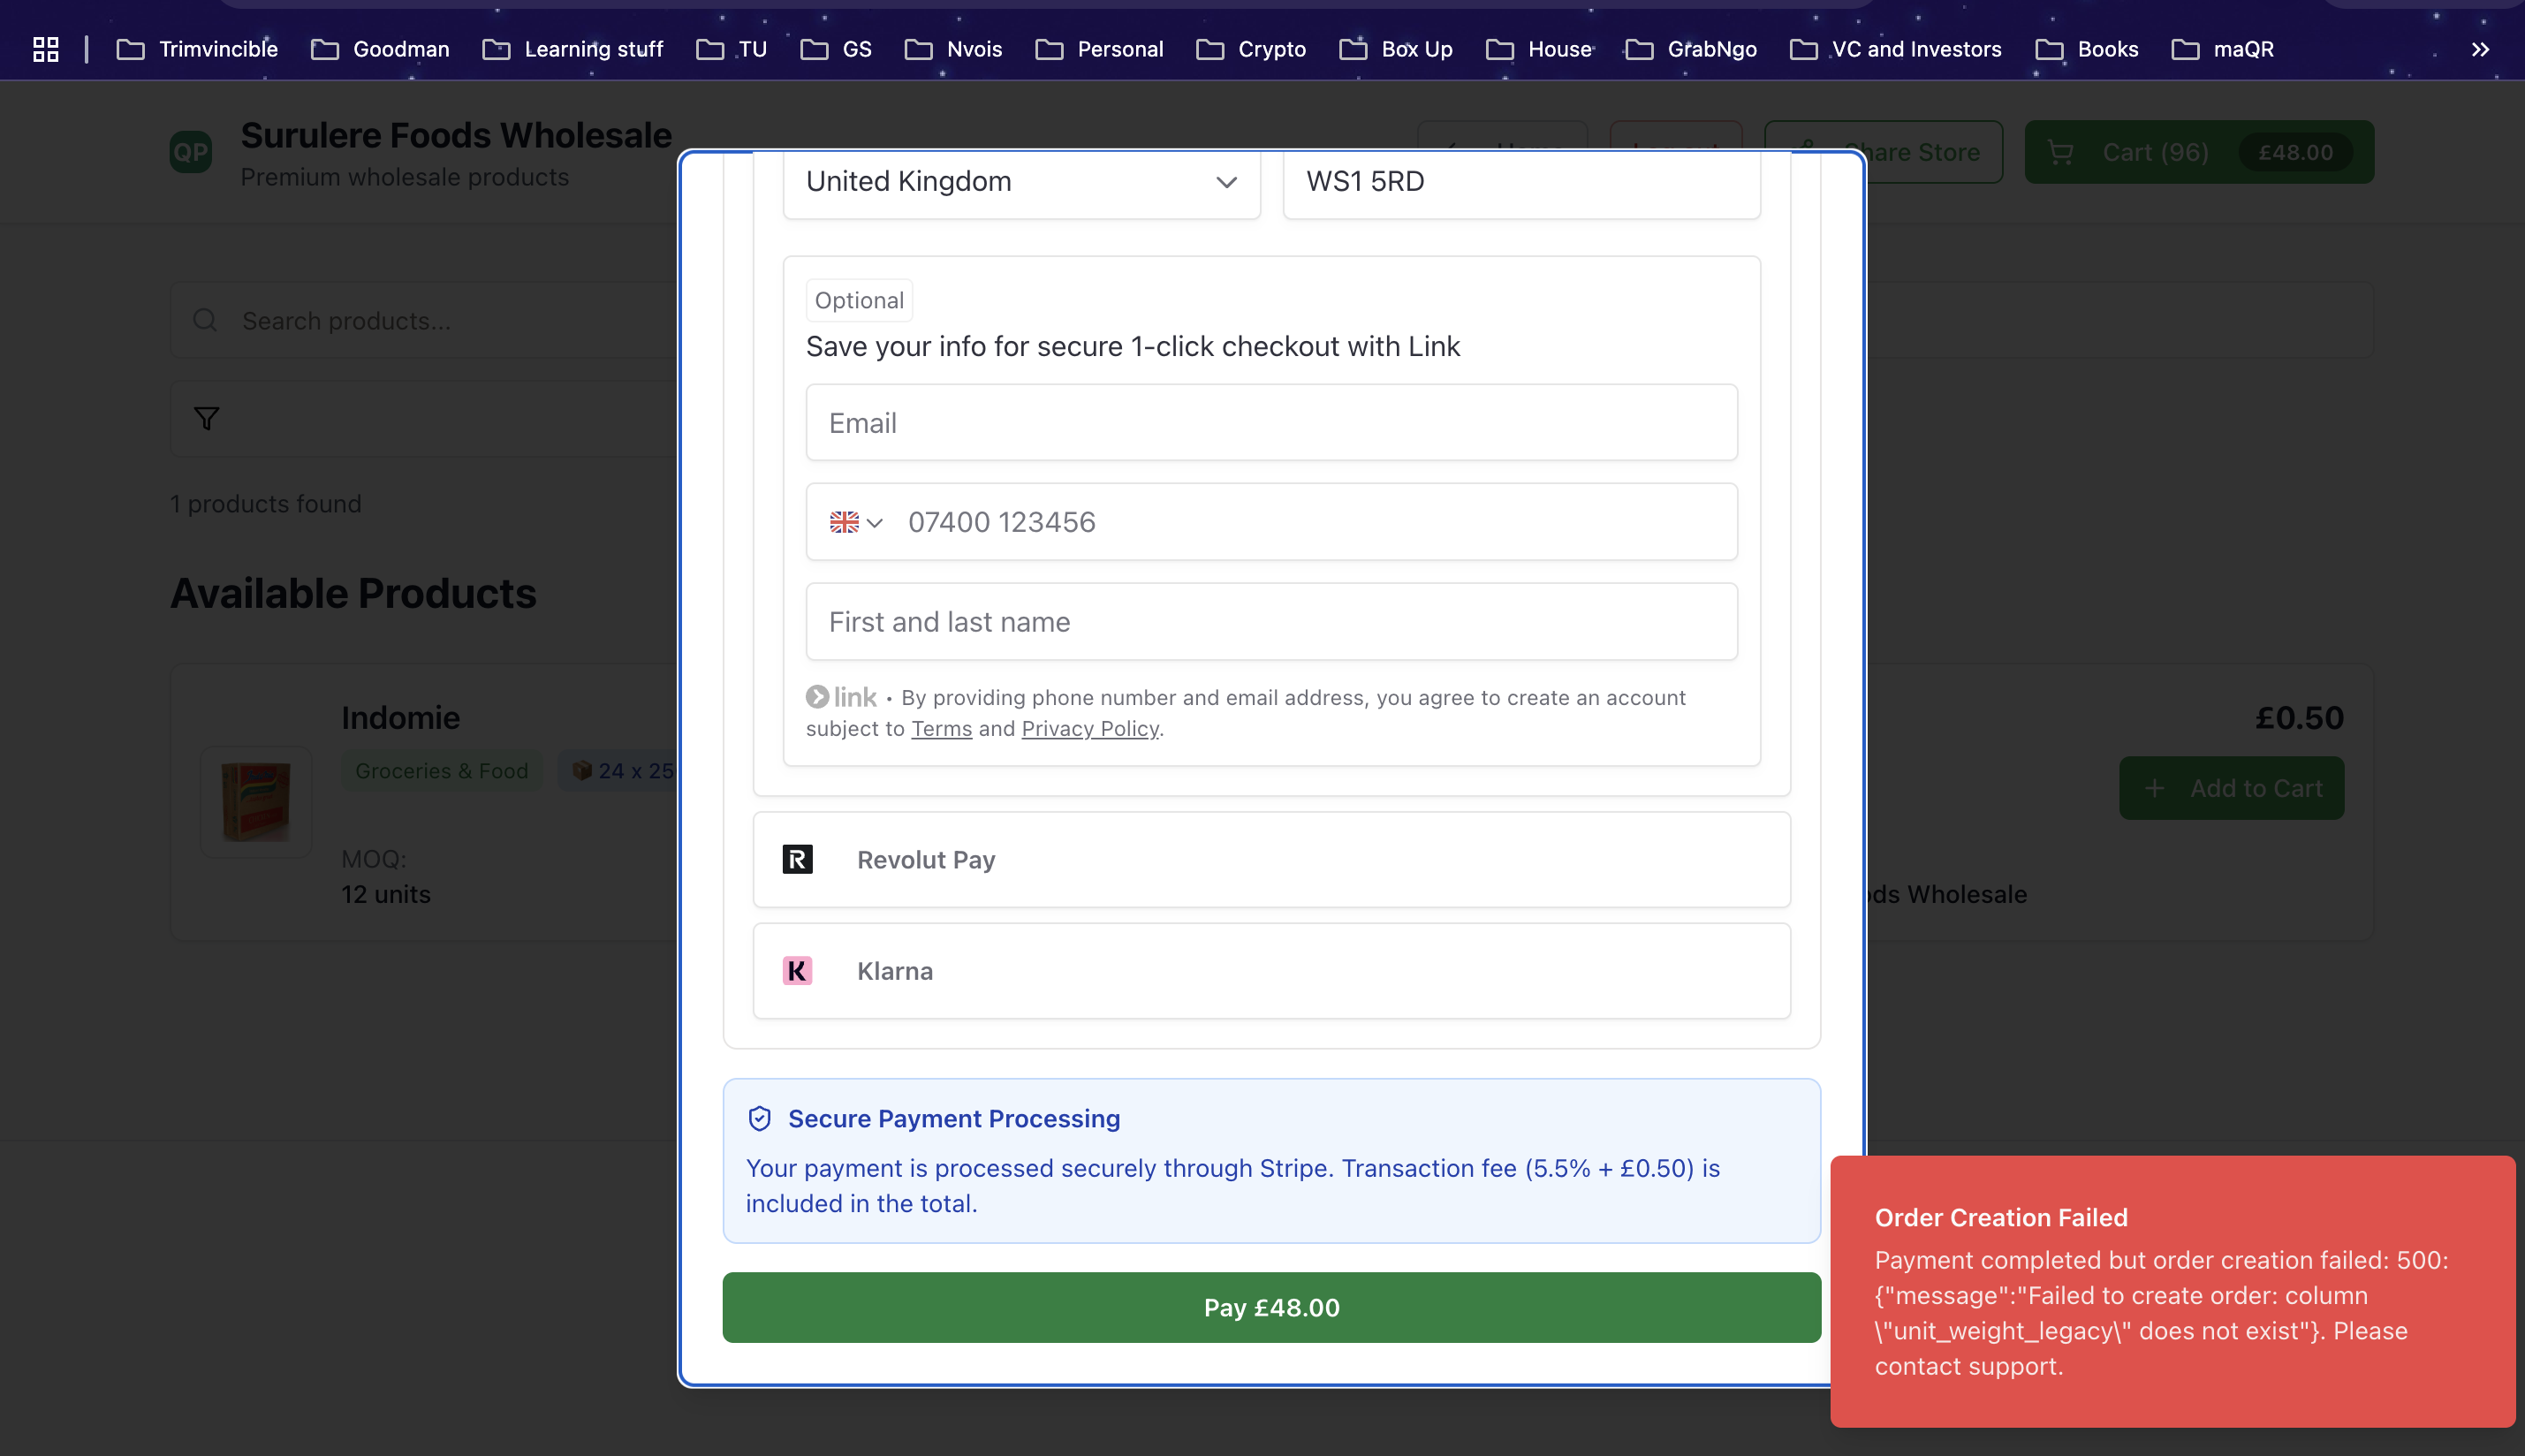 Trimvincible
Goodman
Learning stuff
TU
GS
Nvois
Personal
Crypto
Box Up
House
GrabNgo
VC and Investors
Books
maQR
QP
Surulere Foods Wholesale
Premium wholesale products
Share Store
Cart (96)
£48.00
United Kingdom
WS1 5RD
Search products...
Optional
Save your info for secure 1-click checkout with Link
Email
07400 123456
First and last name
link • By providing phone number and email address, you agree to create an account
subject to Terms and Privacy Policy.
1 products found
Available Products
Indomie
Groceries & Food
24 x 25
MOQ:
12 units
£0.50
+ Add to Cart
ds Wholesale
Revolut Pay
Klarna
Secure Payment Processing
Your payment is processed securely through Stripe. Transaction fee (5.5% + £0.50) is
included in the total.
Pay £48.00
Order Creation Failed
Payment completed but order creation failed: 500:
{"message":"Failed to create order: column
\"unit_weight_legacy\" does not exist"}. Please
contact support.